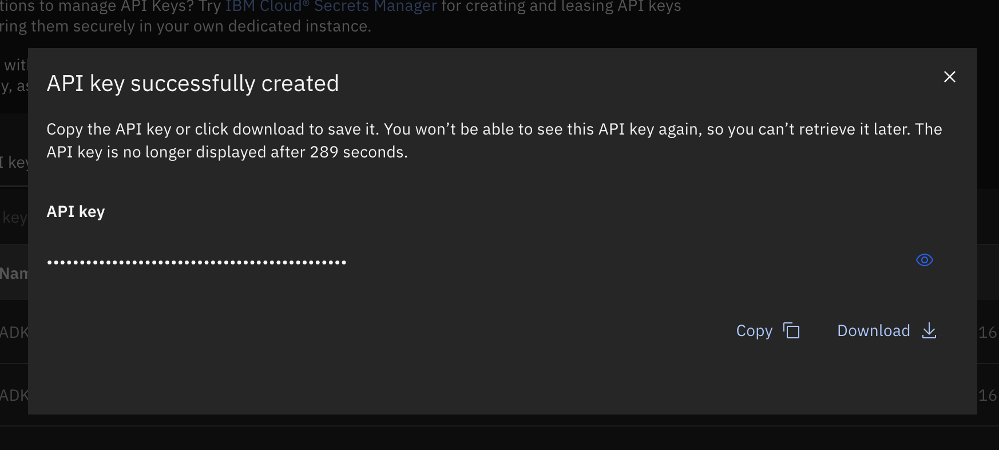 tions to manage API Keys? Try IBM Cloud® Secrets Manager for creating and leasing API keys
ring them securely in your own dedicated instance.
with
y, as
API key successfully created
Copy the API key or click download to save it. You won’t be able to see this API key again, so you can’t retrieve it later. The
API key is no longer displayed after 289 seconds.
I key
API key
key
••••••••••••••••••••••••••••••••••••••••••••••
Nam
Copy
Download
ADK
16
ADK
16